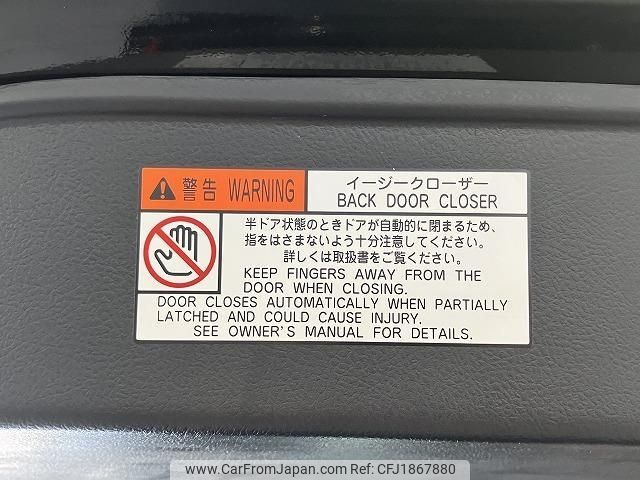 警告 WARNING
イージークローザー
BACK DOOR CLOSER
半ドア状態のときドアが自動的に閉まるため、
指をはさまないよう十分注意してください。
詳しくは取扱書をご覧ください。
KEEP FINGERS AWAY FROM THE
DOOR WHEN CLOSING.
DOOR CLOSES AUTOMATICALLY WHEN PARTIALLY
LATCHED AND COULD CAUSE INJURY.
SEE OWNER'S MANUAL FOR DETAILS.
www.carfromjapan.com | © CAR FROM JAPAN | Ref. No: CFJ1867880